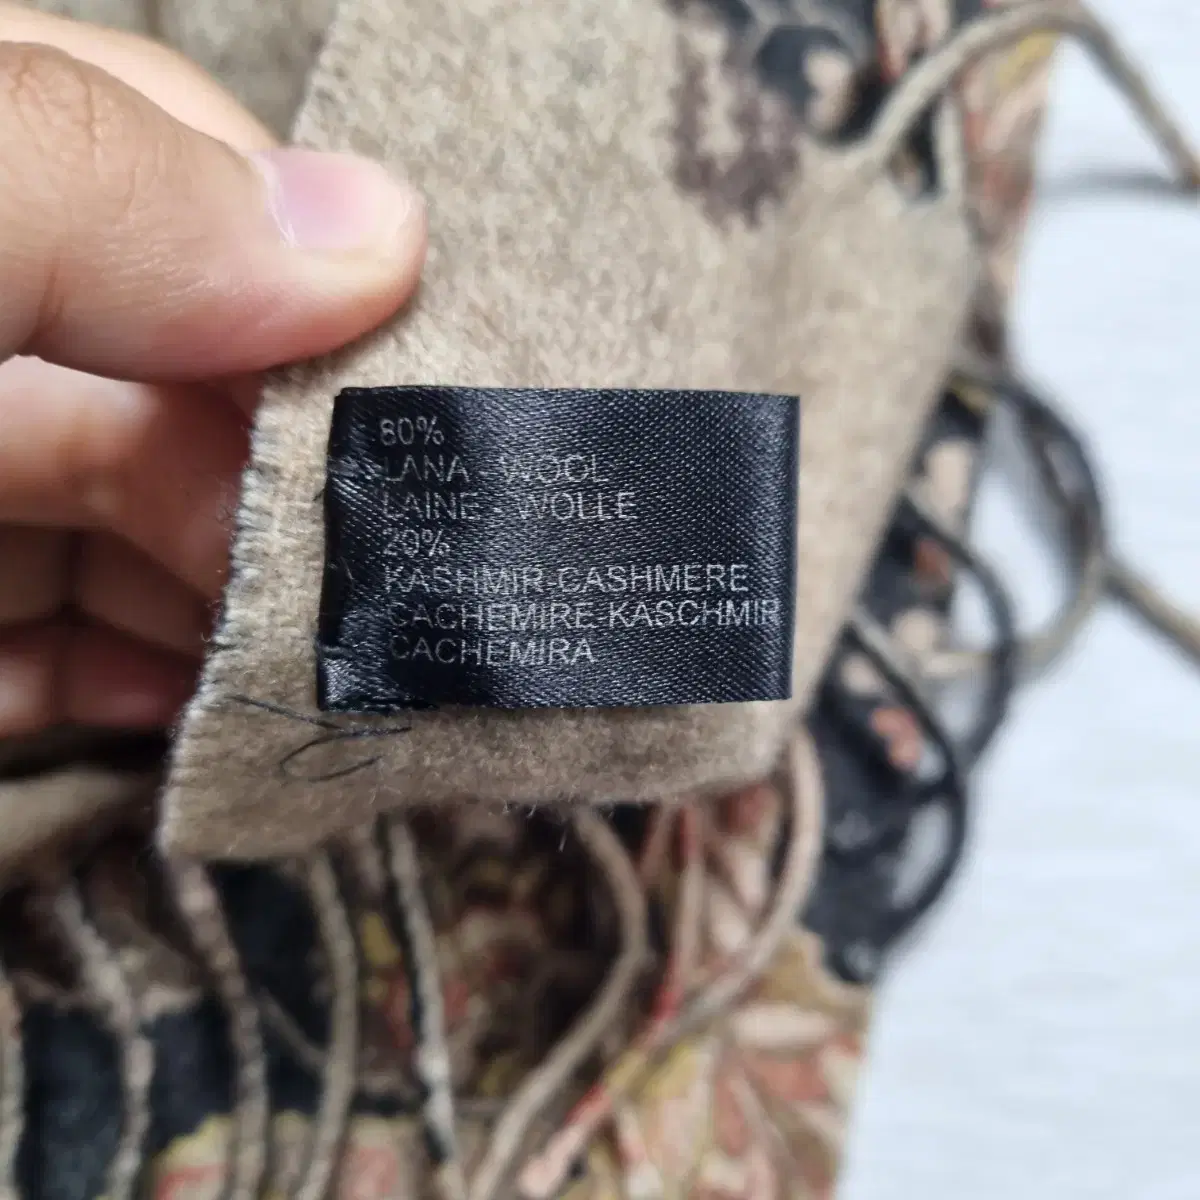 80%
LANA - WOOL
LAINE - WOLLE
20%
KASHMIR-CASHMERE
CACHEMIRE-KASCHMIR
CACHEMIRA